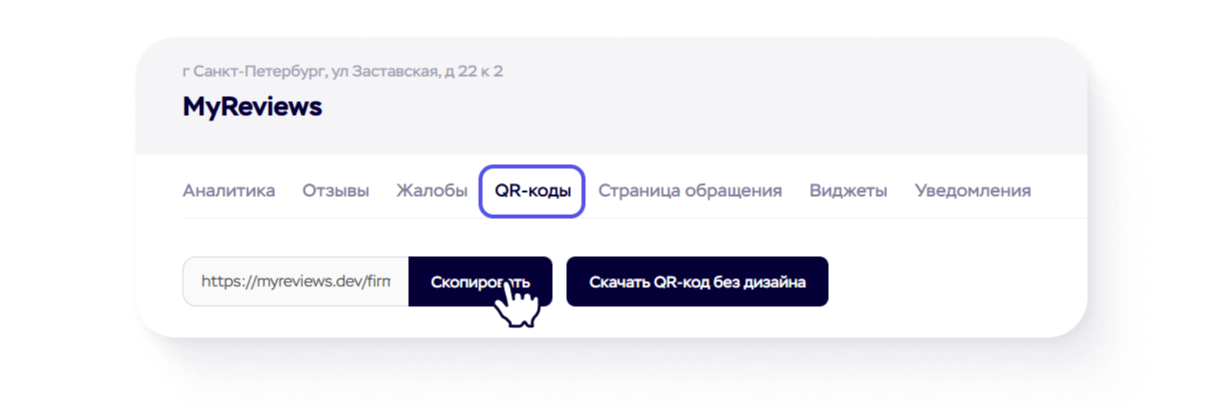 г Санкт-Петербург, ул Заставская, д 22 к 2
MyReviews
Аналитика Отзывы Жалобы QR-коды Страница обращения Виджеты Уведомления
https://myreviews.dev/firm Скопировать Скачать QR-код без дизайна